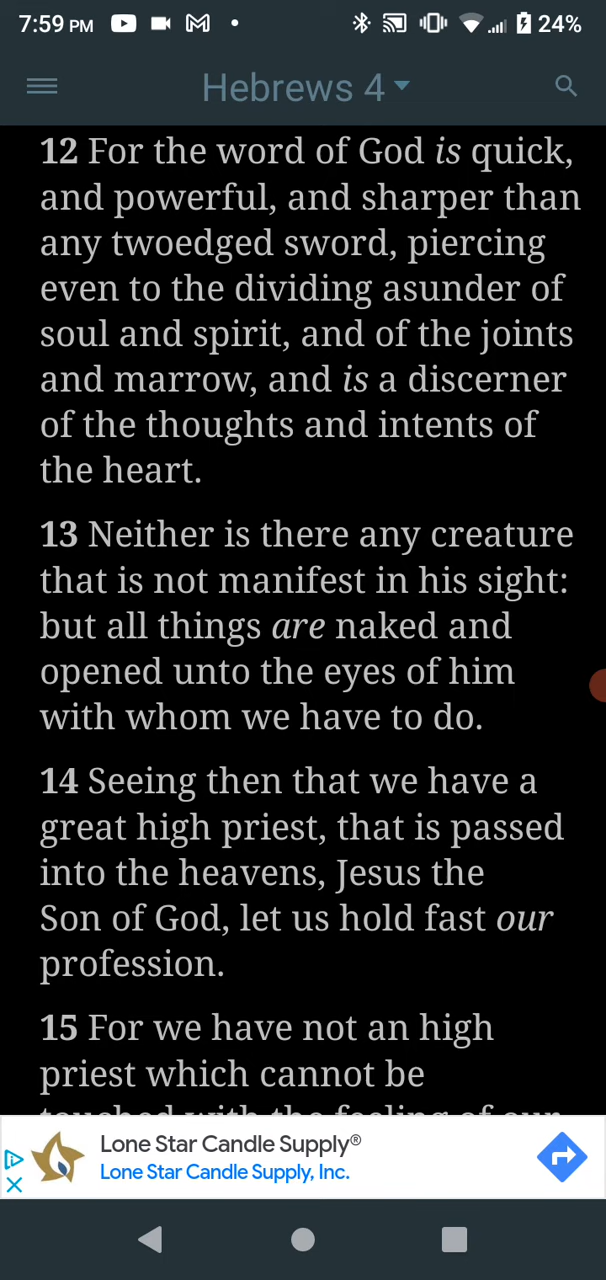 7:59 PM 24%
Hebrews 4
12 For the word of God is quick,
and powerful, and sharper than
any twoedged sword, piercing
even to the dividing asunder of
soul and spirit, and of the joints
and marrow, and is a discerner
of the thoughts and intents of
the heart.
13 Neither is there any creature
that is not manifest in his sight:
but all things are naked and
opened unto the eyes of him
with whom we have to do.
14 Seeing then that we have a
great high priest, that is passed
into the heavens, Jesus the
Son of God, let us hold fast our
profession.
15 For we have not an high
priest which cannot be
touched with the feeling of our
Lone Star Candle Supply®
Lone Star Candle Supply, Inc.